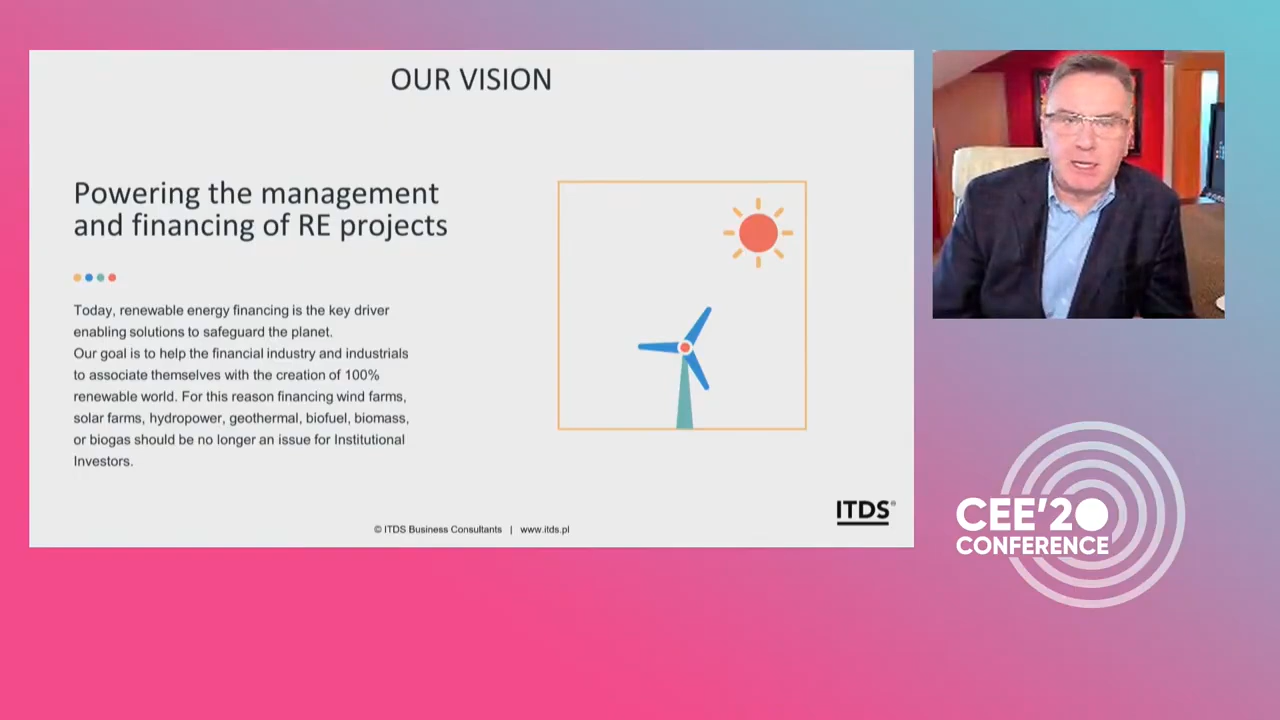 OUR VISION
Powering the management
and financing of RE projects
Today, renewable energy financing is the key driver
enabling solutions to safeguard the planet.
Our goal is to help the financial industry and industrials
to associate themselves with the creation of 100%
renewable world. For this reason financing wind farms,
solar farms, hydropower, geothermal, biofuel, biomass,
or biogas should be no longer an issue for Institutional
Investors.
ITDS®
© ITDS Business Consultants | www.itds.pl
CEE'20
CONFERENCE